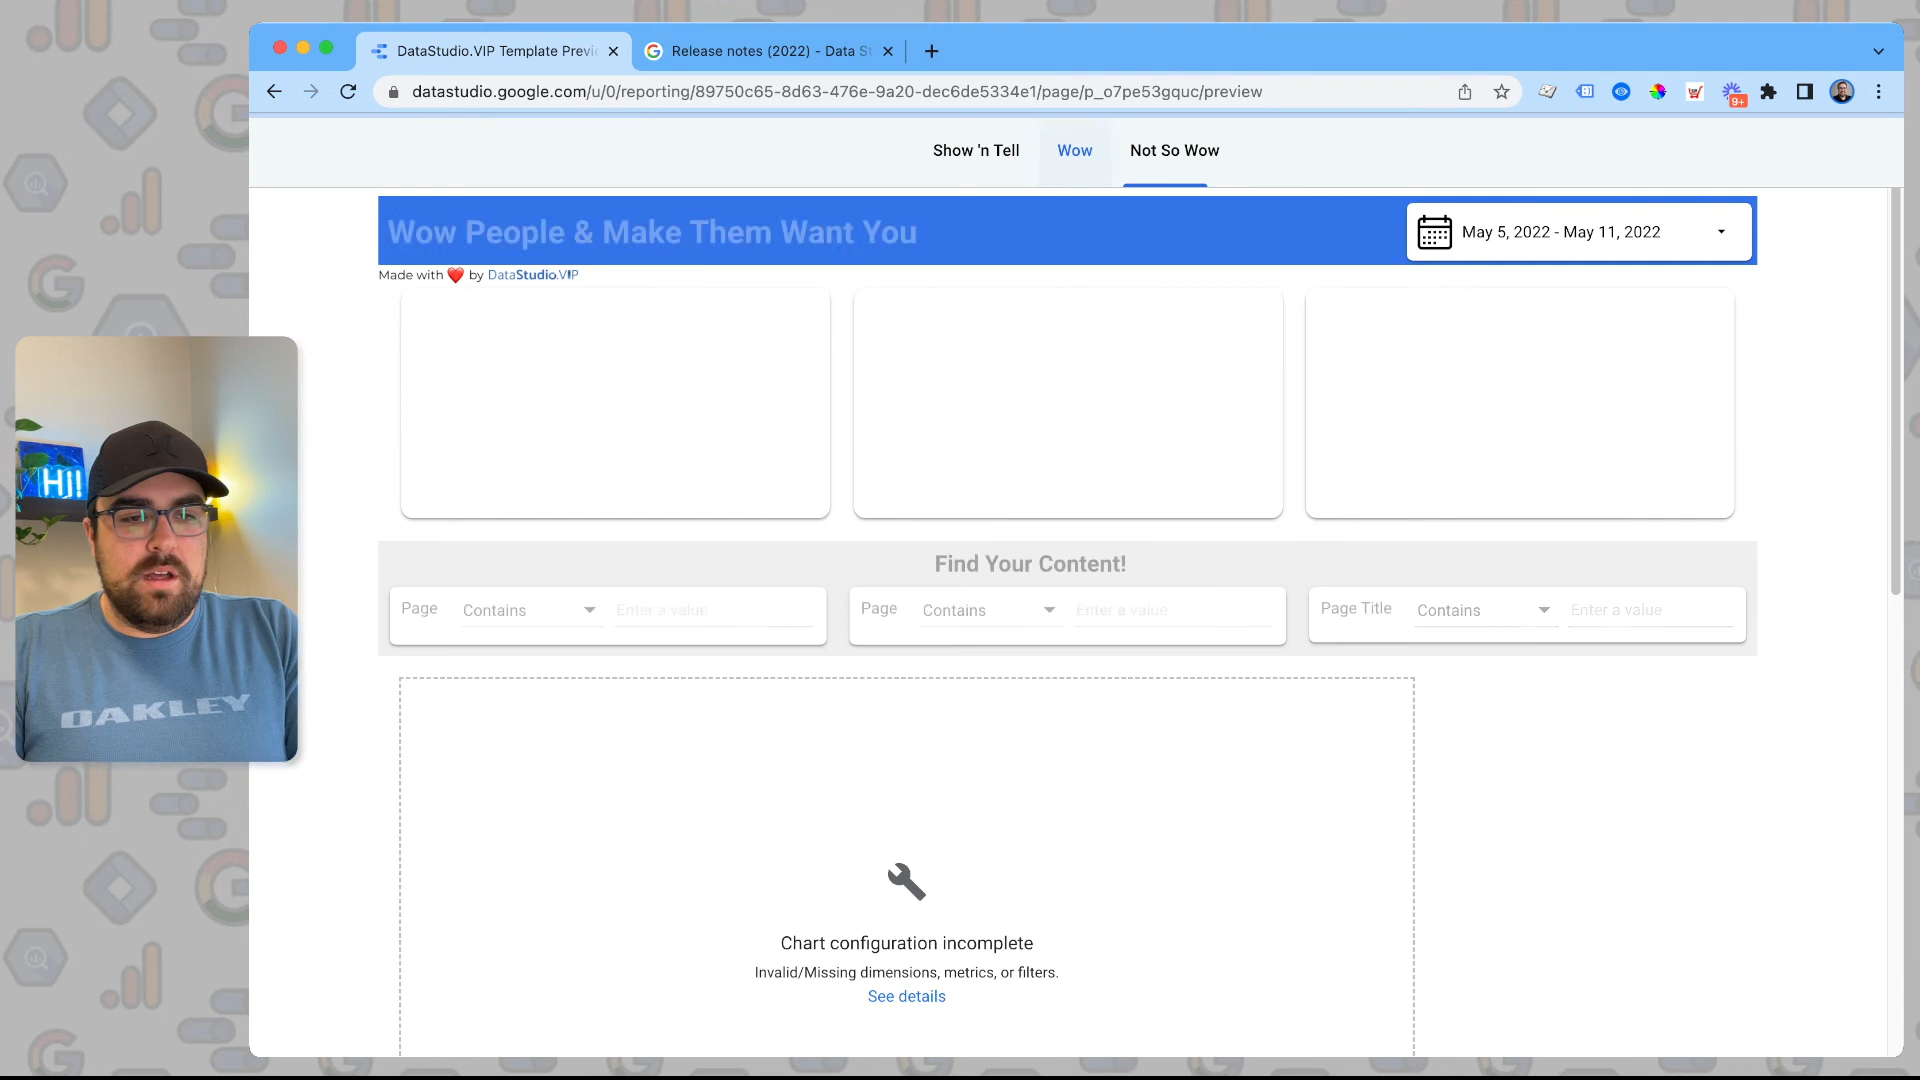 DataStudio.VIP Template Previ
Release notes (2022) - Data St
datastudio.google.com/u/0/reporting/89750c65-8d63-476e-9a20-dec6de5334e1/page/p_o7pe53gquc/preview
9+
Show 'n Tell
Wow
Not So Wow
Wow People & Make Them Want You
May 5, 2022 - May 11, 2022
Made with ❤️ by DataStudio.VIP
Find Your Content!
Page Contains Enter a value
Page Contains Enter a value
Page Title Contains Enter a value
Hi!
OAKLEY
Chart configuration incomplete
Invalid/Missing dimensions, metrics, or filters.
See details